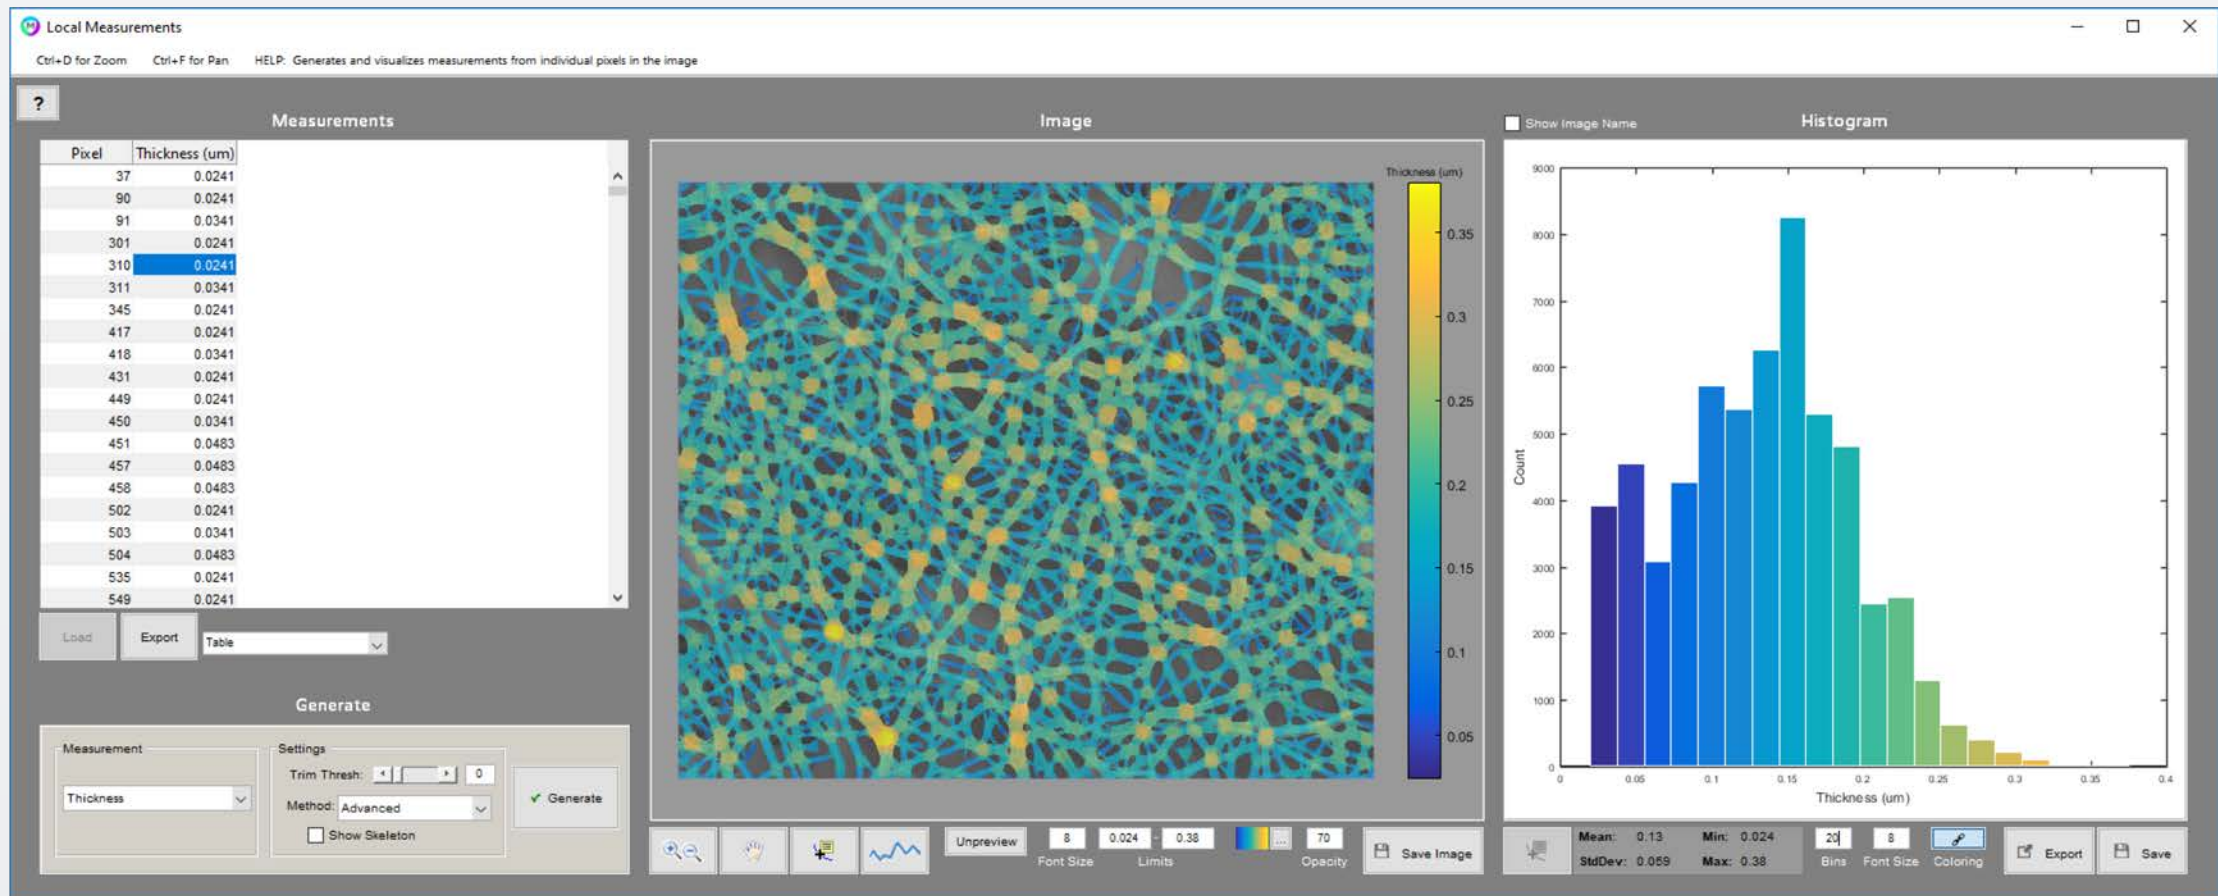 Local Measurements
Ctrl+D for Zoom Ctrl+F for Pan HELP: Generates and visualizes measurements from individual pixels in the image
?
Measurements
Pixel Thickness (um)
37 0.0241
90 0.0241
91 0.0341
301 0.0241
310 0.0241
311 0.0341
345 0.0241
417 0.0241
418 0.0341
431 0.0241
449 0.0241
450 0.0341
451 0.0483
457 0.0483
458 0.0483
502 0.0241
503 0.0341
504 0.0483
535 0.0241
549 0.0241
Load Export Table
Generate
Measurement
Thickness
Settings
Trim Thresh: 0
Method: Advanced
Show Skeleton
Generate
Image
Thickness (um)
0.35
0.3
0.25
0.2
0.15
0.1
0.05
Unpreview
8
Font Size
0.024 - 0.38
Limits
...
70
Opacity
Save Image
Show Image Name
Histogram
9000
8000
7000
6000
5000
4000
3000
2000
1000
0
Count
0 0.05 0.1 0.15 0.2 0.25 0.3 0.35 0.4
Thickness (um)
Mean: 0.13 Min: 0.024
StdDev: 0.059 Max: 0.38
20
Bins
8
Font Size
Coloring
Export
Save